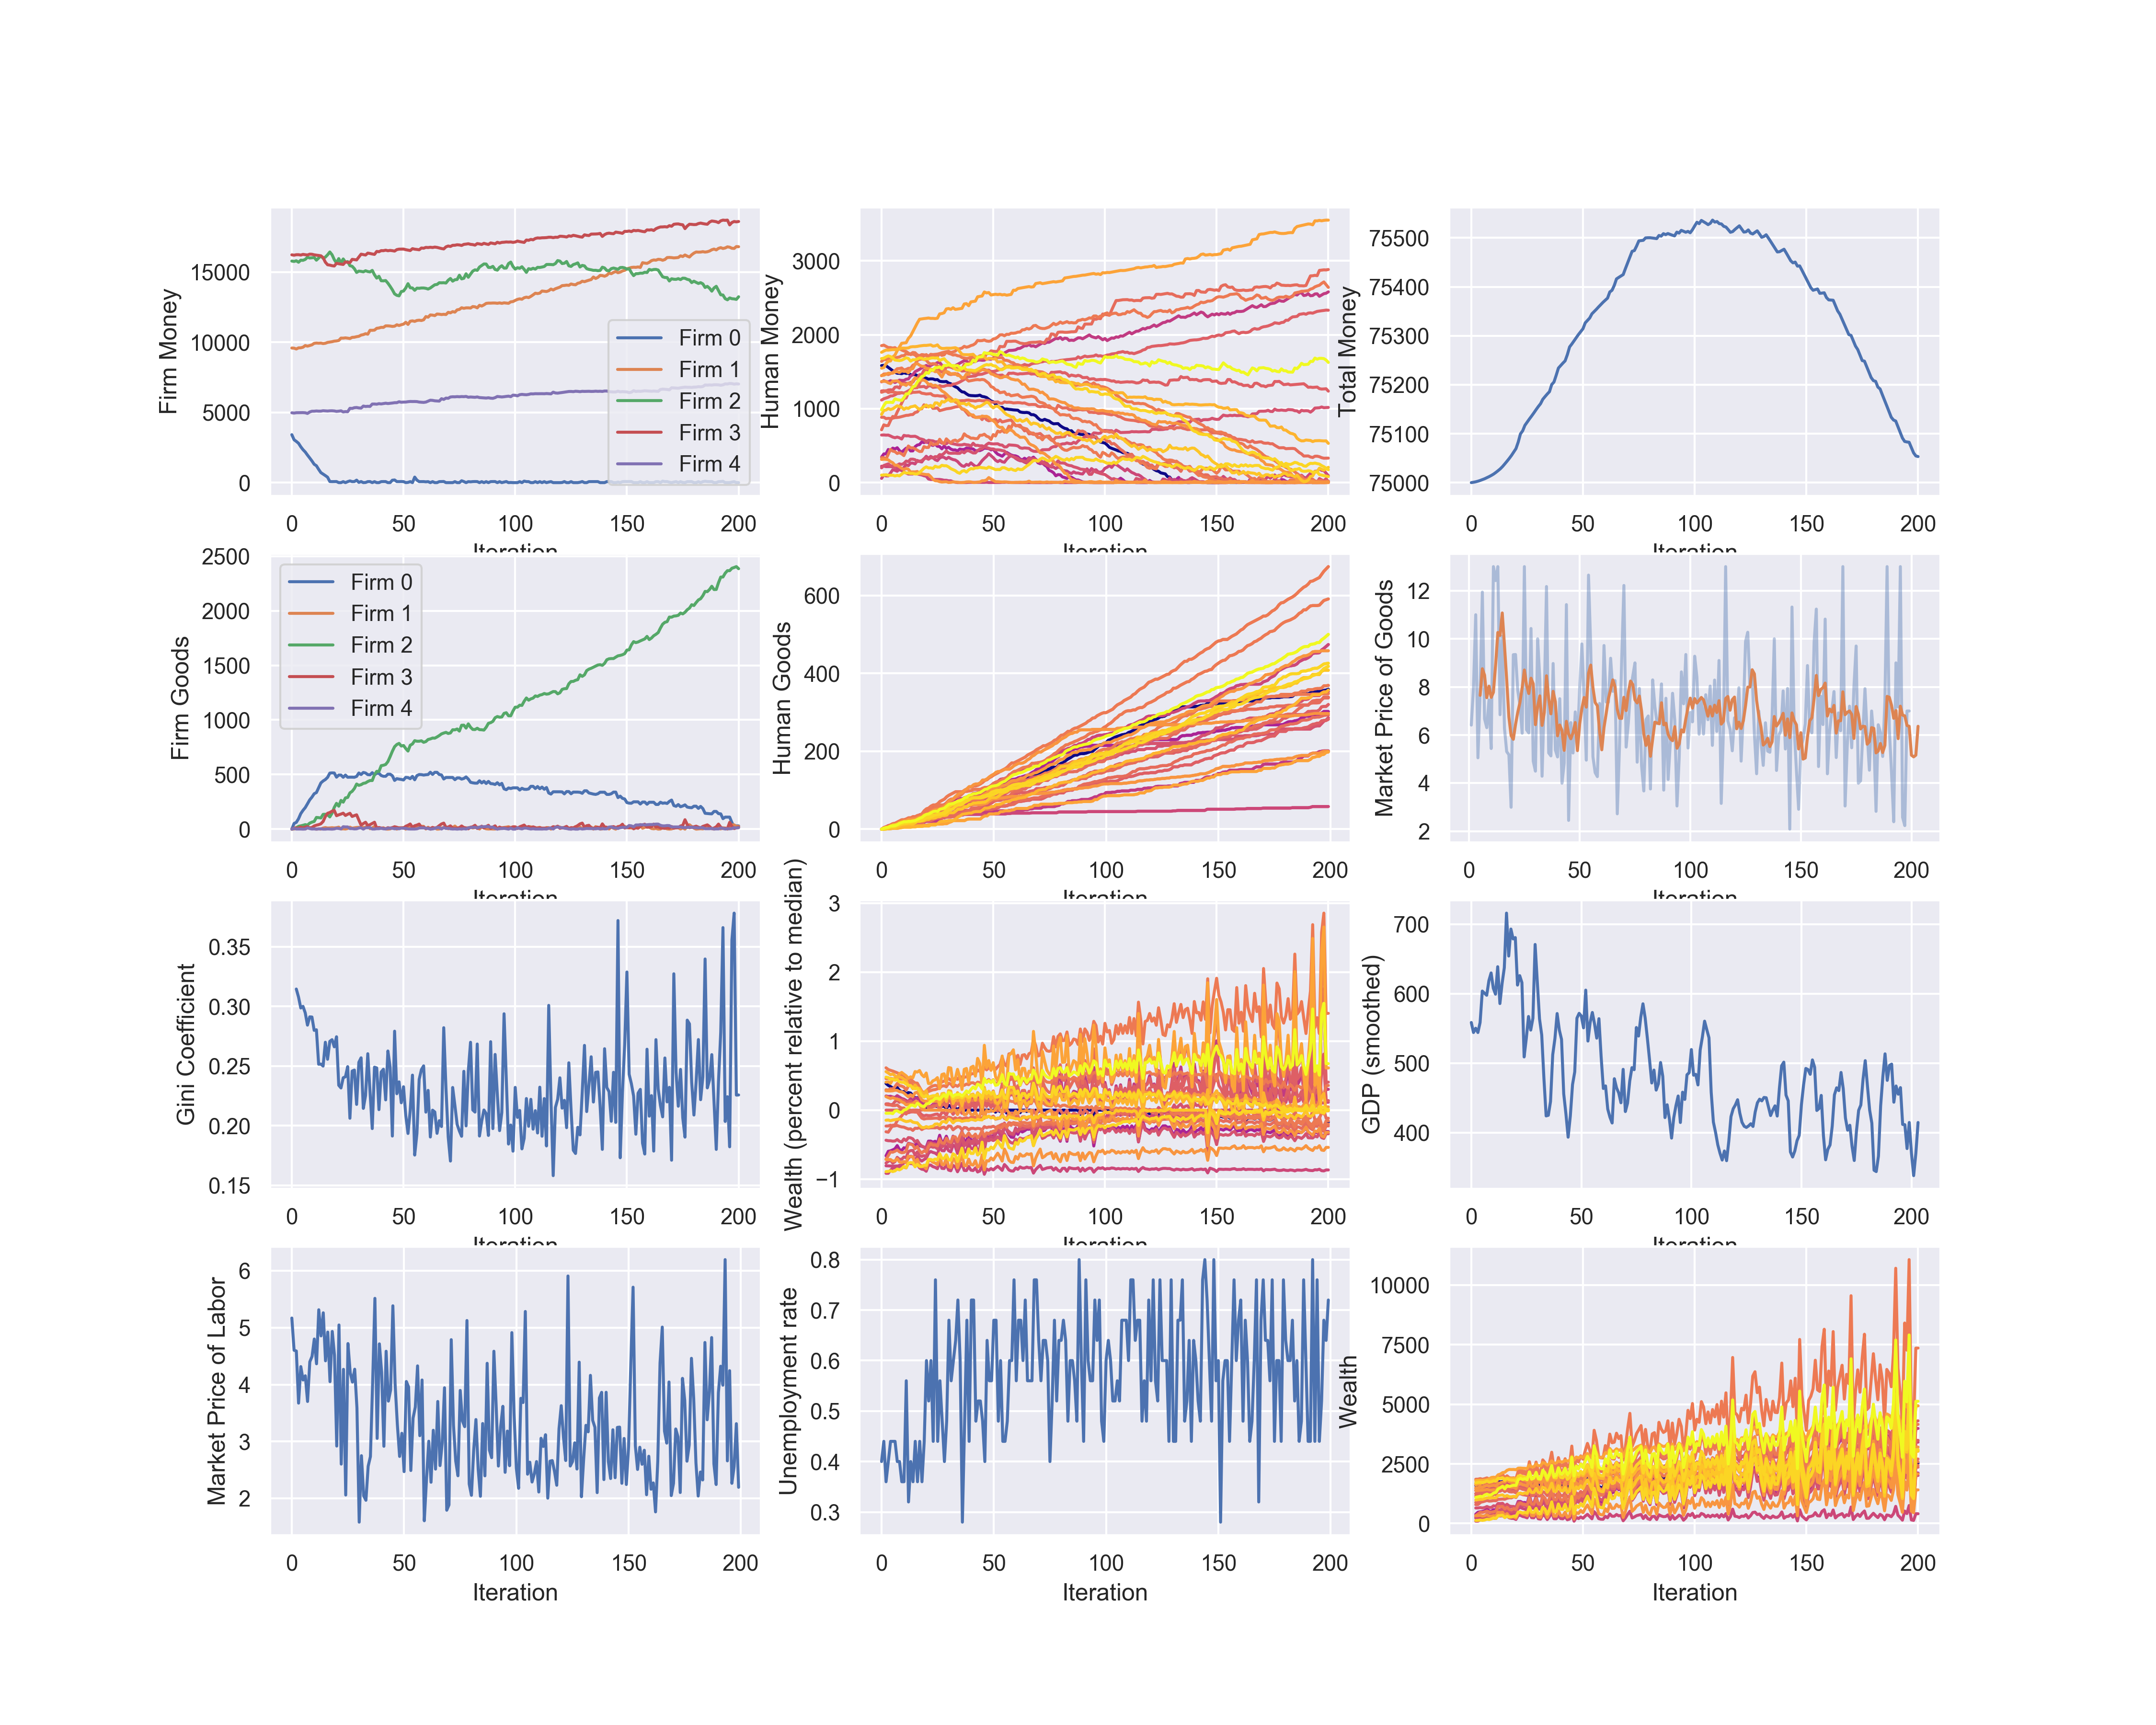 Firm Money
15000
10000
5000
0
0 50 100 150 200
Iteration
Firm 0
Firm 1
Firm 2
Firm 3
Firm 4
Human Money
3000
2000
1000
0
0 50 100 150 200
Iteration
Total Money
75500
75400
75300
75200
75100
75000
0 50 100 150 200
Iteration
Firm Goods
2500
2000
1500
1000
500
0
0 50 100 150 200
Iteration
Firm 0
Firm 1
Firm 2
Firm 3
Firm 4
Human Goods
600
400
200
0
0 50 100 150 200
Iteration
Market Price of Goods
12
10
8
6
4
2
0 50 100 150 200
Iteration
Gini Coefficient
0.35
0.30
0.25
0.20
0.15
0 50 100 150 200
Iteration
Wealth (percent relative to median)
3
2
1
0
−1
0 50 100 150 200
Iteration
GDP (smoothed)
700
600
500
400
0 50 100 150 200
Iteration
Market Price of Labor
6
5
4
3
2
0 50 100 150 200
Iteration
Unemployment rate
0.8
0.7
0.6
0.5
0.4
0.3
0 50 100 150 200
Iteration
Wealth
10000
7500
5000
2500
0
0 50 100 150 200
Iteration